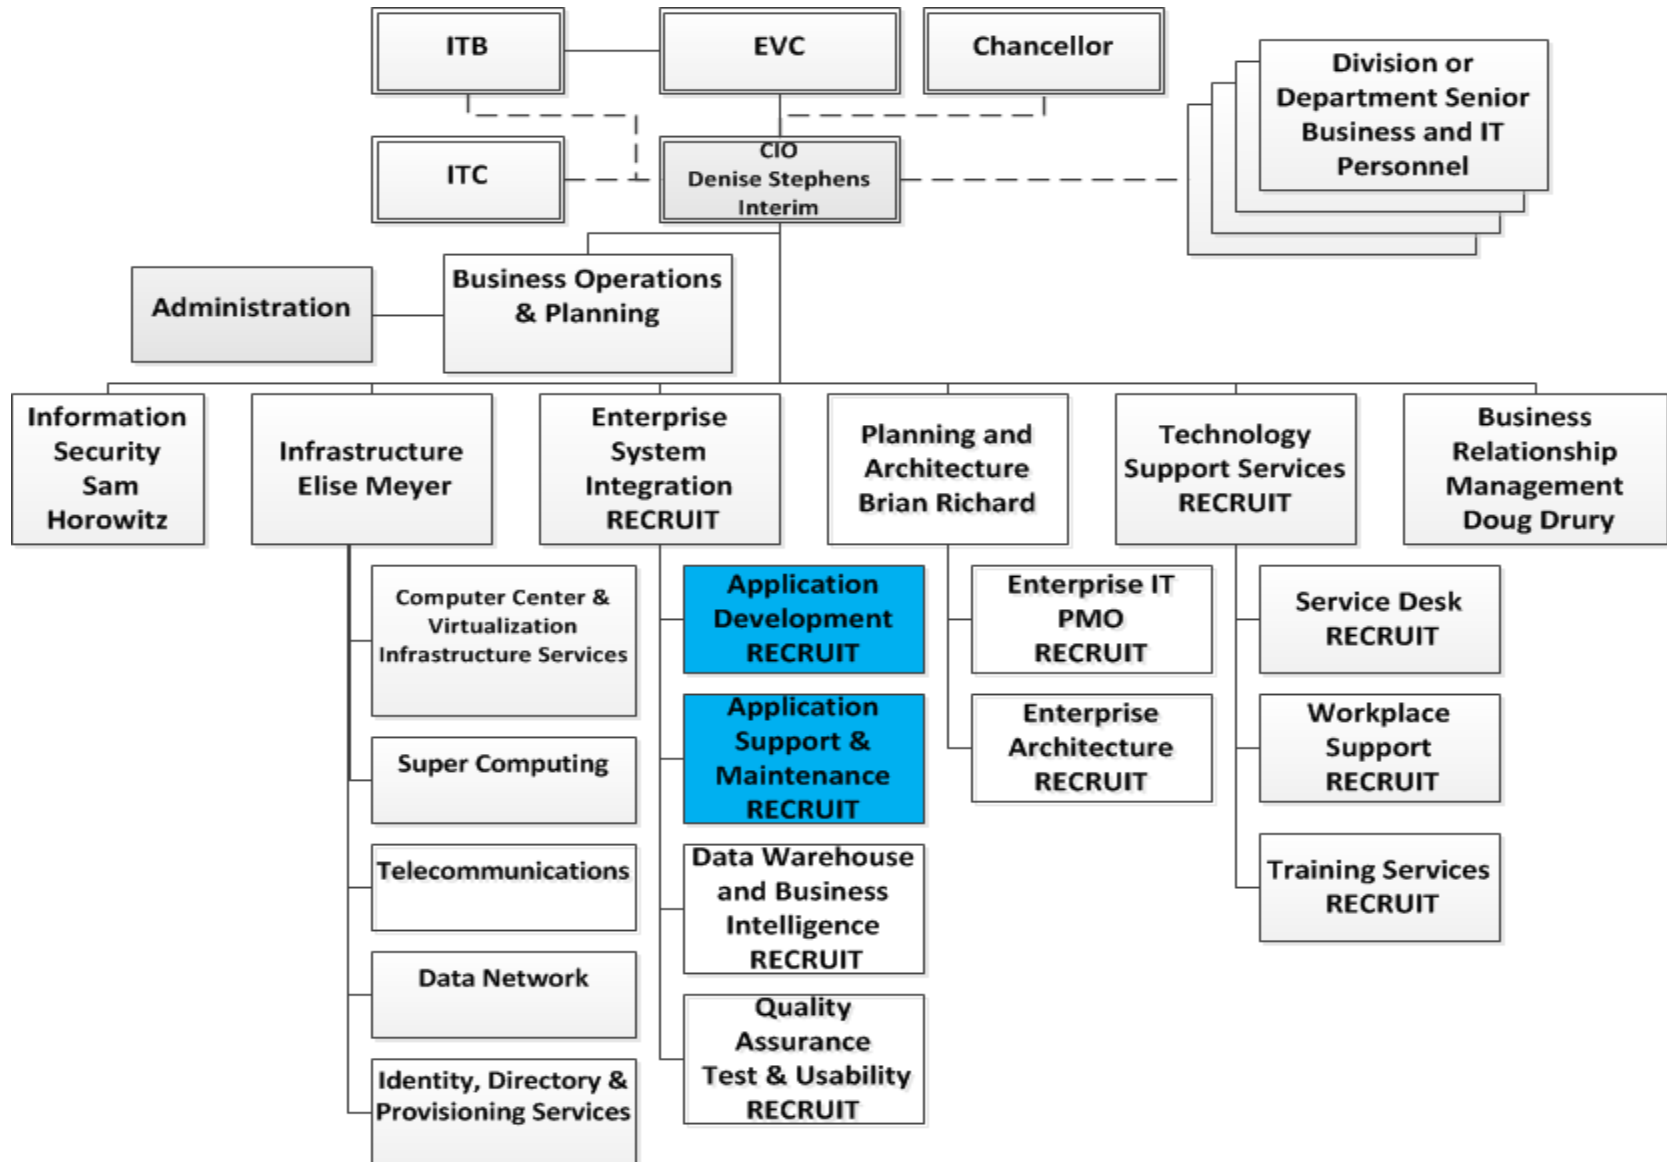 ITB
EVC
Chancellor
Division or
Department Senior
Business and IT
Personnel
ITC
CIO
Denise Stephens
Interim
Administration
Business Operations
& Planning
Information
Security
Sam
Horowitz
Infrastructure
Elise Meyer
Enterprise
System
Integration
RECRUIT
Planning and
Architecture
Brian Richard
Technology
Support Services
RECRUIT
Business
Relationship
Management
Doug Drury
Computer Center &
Virtualization
Infrastructure Services
Super Computing
Telecommunications
Data Network
Identity, Directory &
Provisioning Services
Application
Development
RECRUIT
Application
Support &
Maintenance
RECRUIT
Data Warehouse
and Business
Intelligence
RECRUIT
Quality
Assurance
Test & Usability
RECRUIT
Enterprise IT
PMO
RECRUIT
Enterprise
Architecture
RECRUIT
Service Desk
RECRUIT
Workplace
Support
RECRUIT
Training Services
RECRUIT